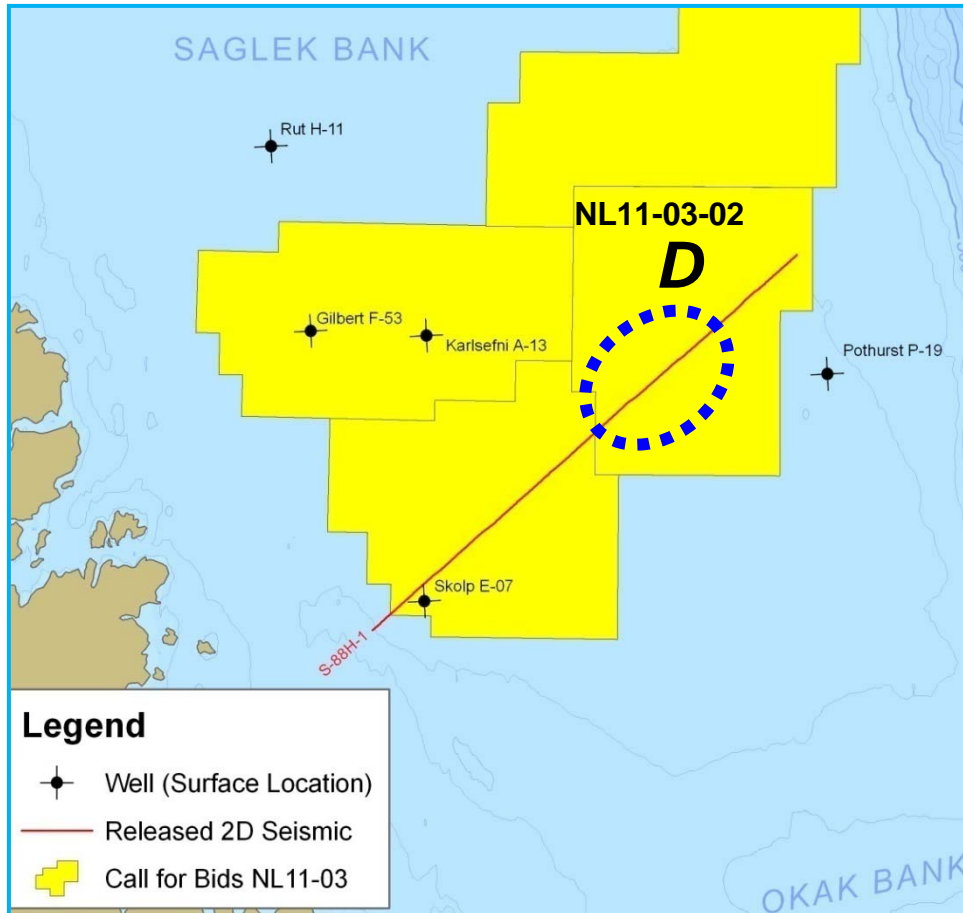 SAGLEK BANK
Rut H-11
NL11-03-02
D
Gilbert F-53
Karlsefni A-13
Pothurst P-19
Skolp E-07
S-88H-1
Legend
Well (Surface Location)
Released 2D Seismic
Call for Bids NL11-03
OKAK BANK